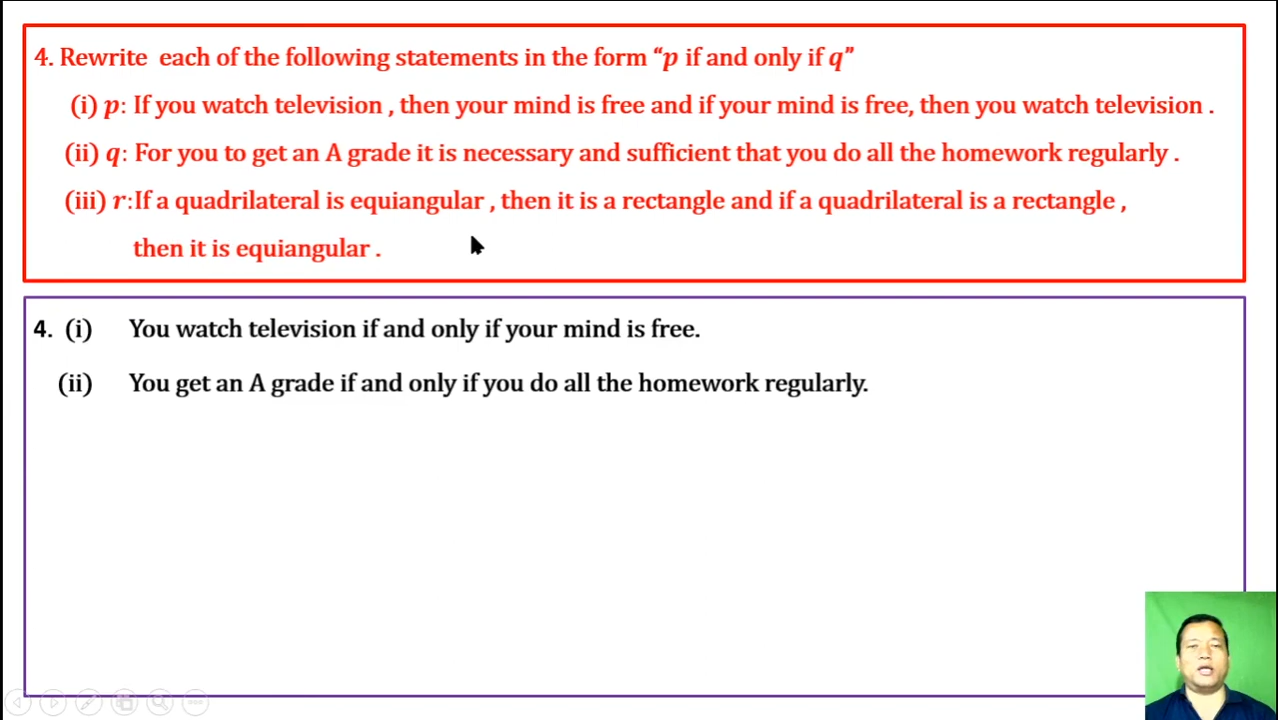 4. Rewrite each of the following statements in the form “p if and only if q”
(i) p: If you watch television , then your mind is free and if your mind is free, then you watch television .
(ii) q: For you to get an A grade it is necessary and sufficient that you do all the homework regularly .
(iii) r:If a quadrilateral is equiangular , then it is a rectangle and if a quadrilateral is a rectangle ,
then it is equiangular .
4. (i) You watch television if and only if your mind is free.
(ii) You get an A grade if and only if you do all the homework regularly.